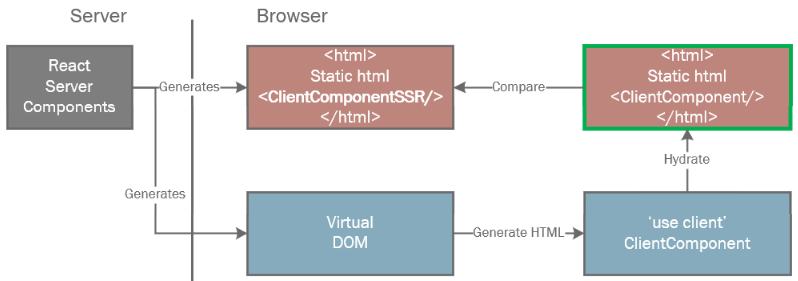 Server
Browser
React
Server
Components
Generates
<html>
Static html
<ClientComponentSSR/>
</html>
Compare
<html>
Static html
<ClientComponent/>
</html>
Hydrate
Generates
Virtual
DOM
Generate HTML
‘use client’
ClientComponent